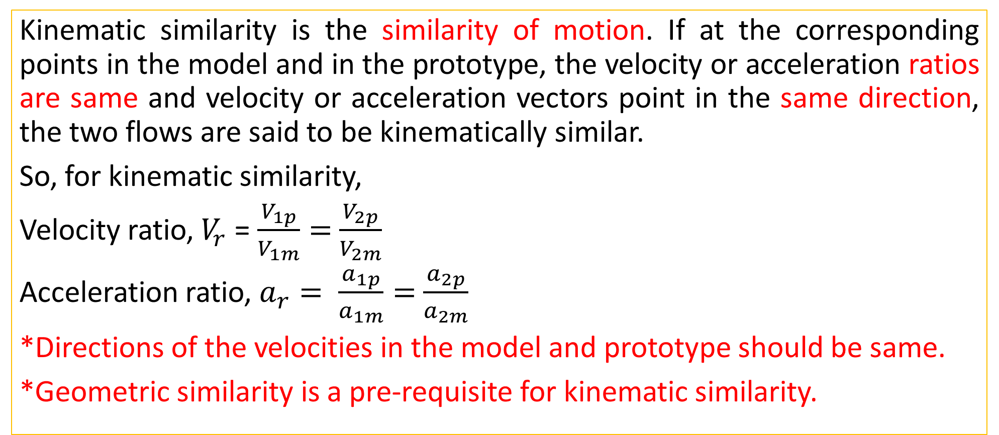 Kinematic similarity is the similarity of motion. If at the corresponding
points in the model and in the prototype, the velocity or acceleration ratios
are same and velocity or acceleration vectors point in the same direction,
the two flows are said to be kinematically similar.
So, for kinematic similarity,
Velocity ratio, $V_r = \frac{V_{1p}}{V_{1m}} = \frac{V_{2p}}{V_{2m}}$
Acceleration ratio, $a_r = \frac{a_{1p}}{a_{1m}} = \frac{a_{2p}}{a_{2m}}$
*Directions of the velocities in the model and prototype should be same.
*Geometric similarity is a pre-requisite for kinematic similarity.